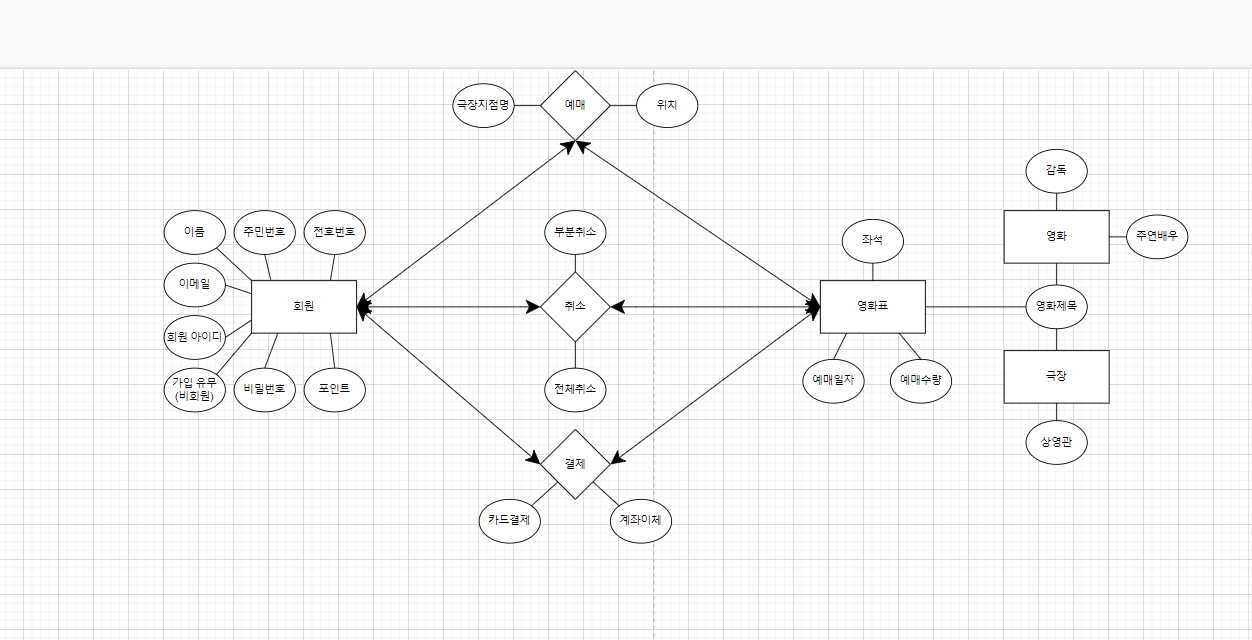 극장지점명
예매
위치
감독
이름
주민번호
전호번호
부분취소
좌석
영화
주연배우
이메일
회원
취소
영화표
영화제목
회원 아이디
가입 유무
(비회원)
비밀번호
포인트
전체취소
예매일자
예매수량
극장
상영관
결제
카드결제
계좌이체